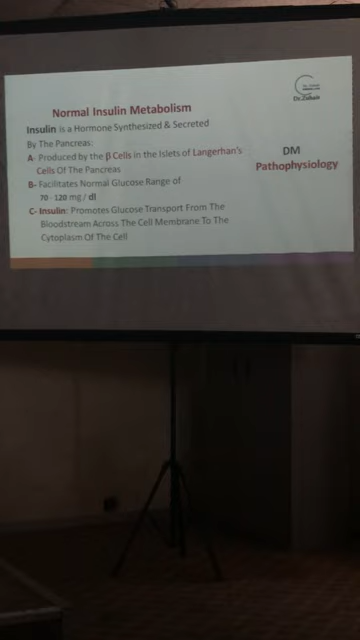 Normal Insulin Metabolism
Insulin is a Hormone Synthesized & Secreted
By The Pancreas:
A- Produced by the β Cells in the Islets of Langerhan's
Cells Of The Pancreas
B- Facilitates Normal Glucose Range of
70 - 120 mg / dl
C- Insulin: Promotes Glucose Transport From The
Bloodstream Across The Cell Membrane To The
Cytoplasm Of The Cell
DM
Pathophysiology